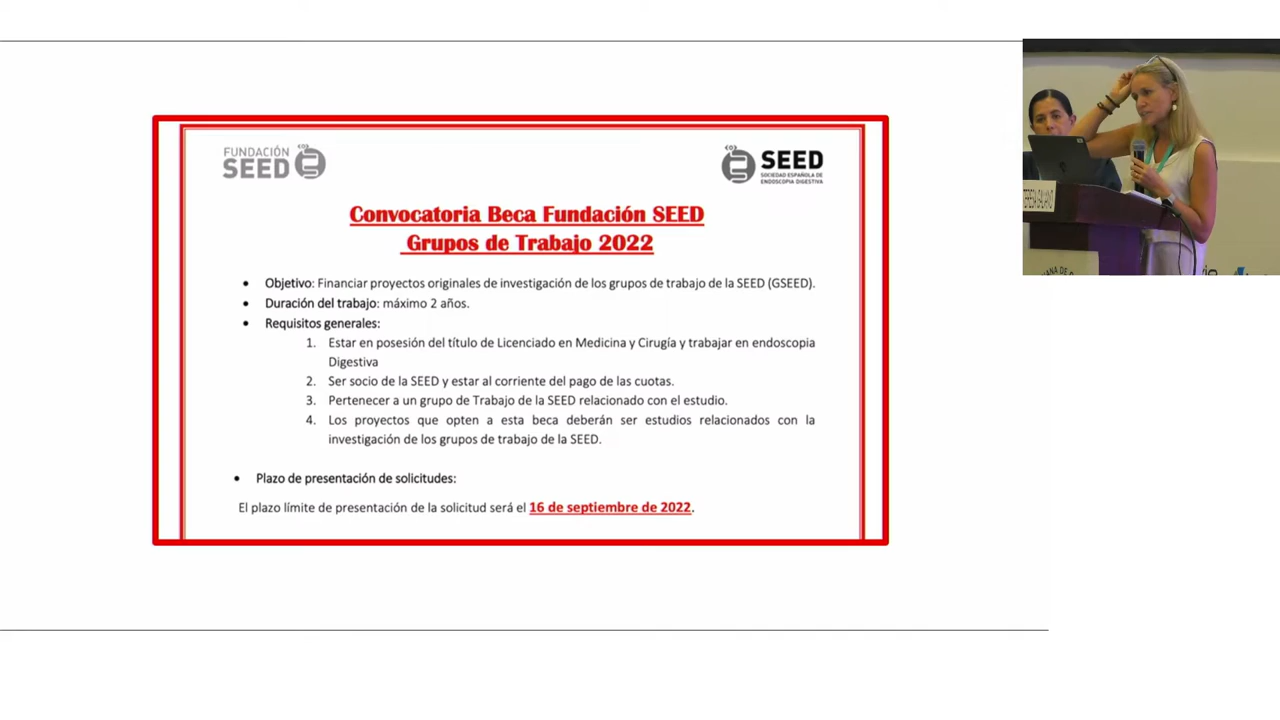 FUNDACIÓN
SEED
SEED
SOCIEDAD ESPAÑOLA DE
ENDOSCOPIA DIGESTIVA
Convocatoria Beca Fundación SEED
Grupos de Trabajo 2022
• Objetivo: Financiar proyectos originales de investigación de los grupos de trabajo de la SEED (GSEED).
• Duración del trabajo: máximo 2 años.
• Requisitos generales:
1. Estar en posesión del título de Licenciado en Medicina y Cirugía y trabajar en endoscopia
Digestiva
2. Ser socio de la SEED y estar al corriente del pago de las cuotas.
3. Pertenecer a un grupo de Trabajo de la SEED relacionado con el estudio.
4. Los proyectos que opten a esta beca deberán ser estudios relacionados con la
investigación de los grupos de trabajo de la SEED.
• Plazo de presentación de solicitudes:
El plazo límite de presentación de la solicitud será el 16 de septiembre de 2022.
TERESA